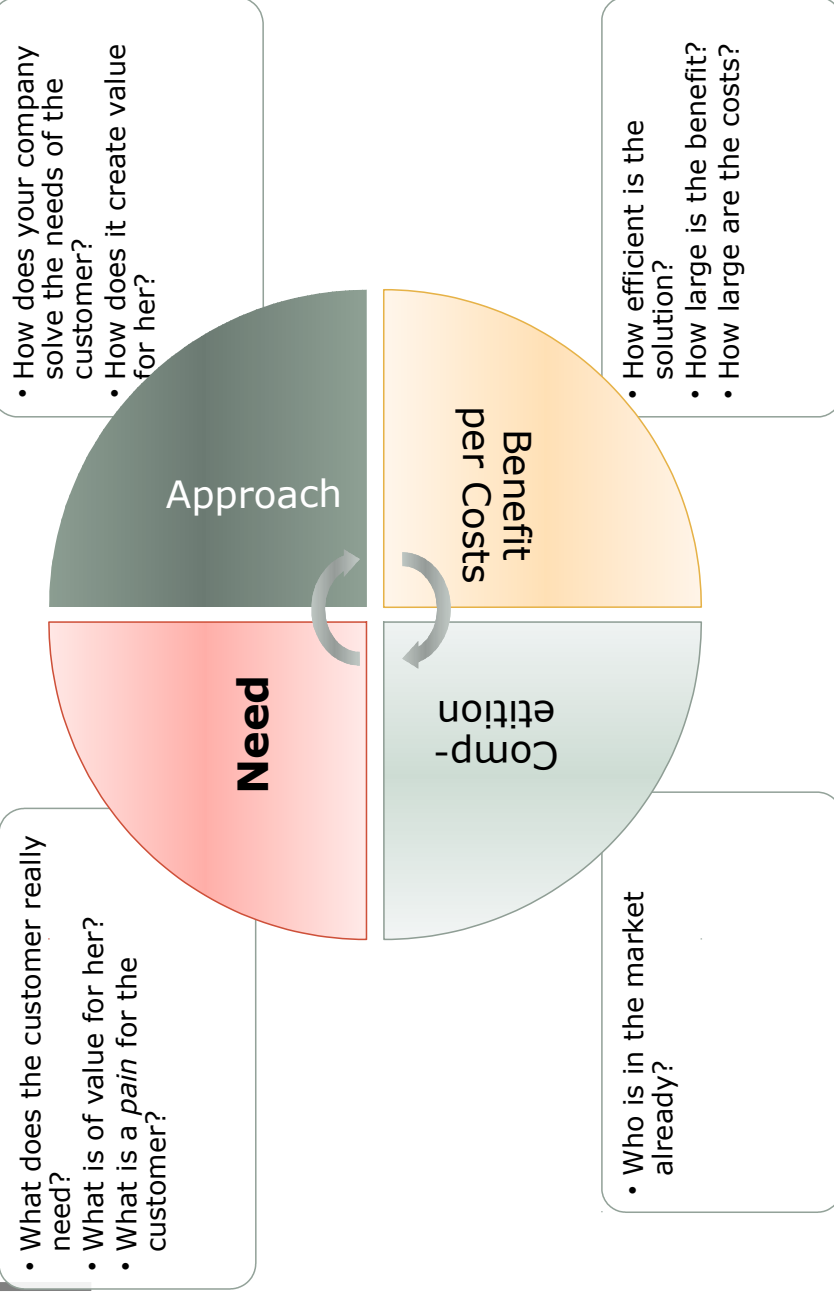 • What does the customer really
need?
• What is of value for her?
• What is a pain for the
customer?
• How does your company
solve the needs of the
customer?
• How does it create value
for her?
Need
Approach
Comp-
etition
Benefit
per Costs
• Who is in the market
already?
• How efficient is the
solution?
• How large is the benefit?
• How large are the costs?